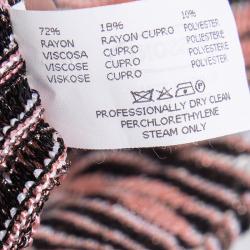 72% 18% 10%
RAYON RAYON CUPRO POLYESTER
VISCOSA CUPRO POLIESTERE
VISCOSE CUPRO POLYESTER
VISKOSE CUPRO POLYESTER
PROFESSIONALLY DRY CLEAN
PERCHLORETHYLENE
STEAM ONLY